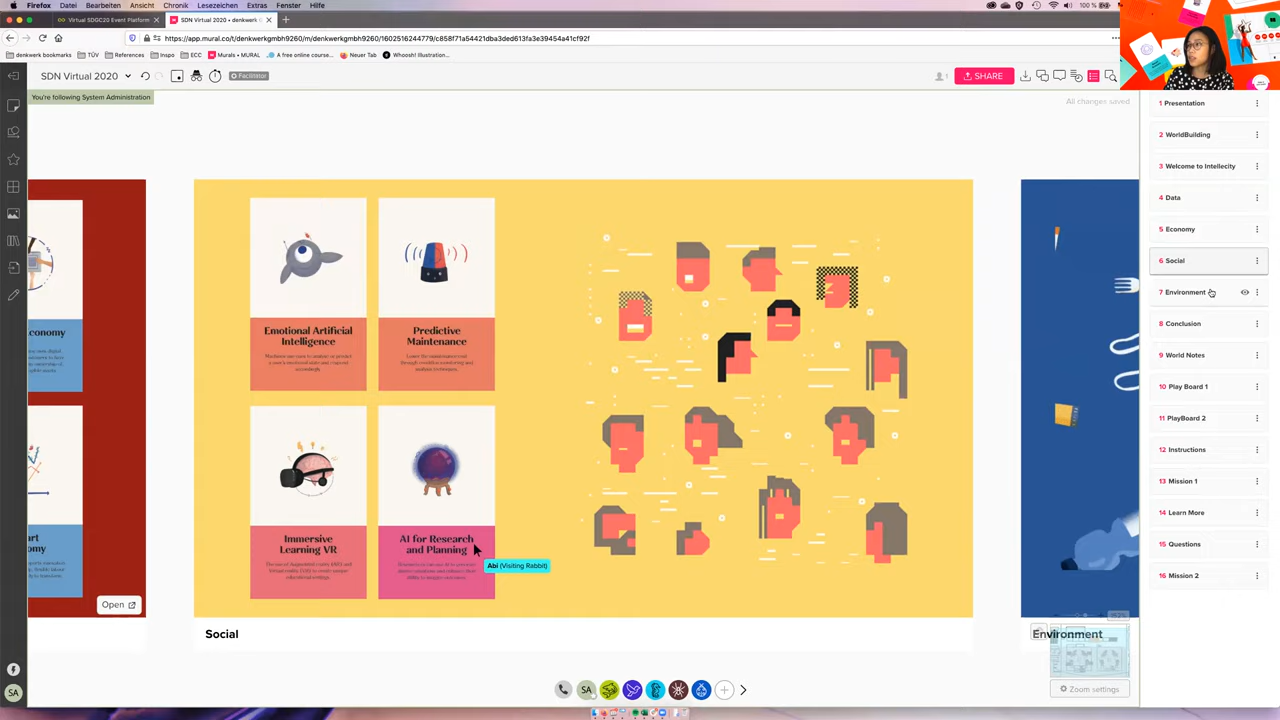 Firefox Datei Bearbeiten Ansicht Chronik Lesezeichen Extras Fenster Hilfe
100 %
Virtual SDGC20 Event Platform
SDN Virtual 2020 • denkwerk
https://app.mural.co/t/denkwerkgmbh9260/m/denkwerkgmbh9260/1602516244779/c858f71a54421dba3ded613fa3e39454a41cf92f
denkwerk bookmarks TÜV References Inspo ECC Murals • MURAL A free online course... Neuer Tab Whoosh! Illustration...
SDN Virtual 2020 Facilitator 1 SHARE
You're following System Administration
All changes saved
1 Presentation
2 WorldBuilding
3 Welcome to Intellecity
4 Data
5 Economy
6 Social
7 Environment
8 Conclusion
9 World Notes
10 Play Board 1
11 PlayBoard 2
12 Instructions
13 Mission 1
14 Learn More
15 Questions
16 Mission 2
Emotional Artificial
Intelligence
Predictive
Maintenance
Immersive
Learning VR
AI for Research
and Planning
Abi (Visiting Rabbit)
Open
Social
Environment
SA
Zoom settings
SA